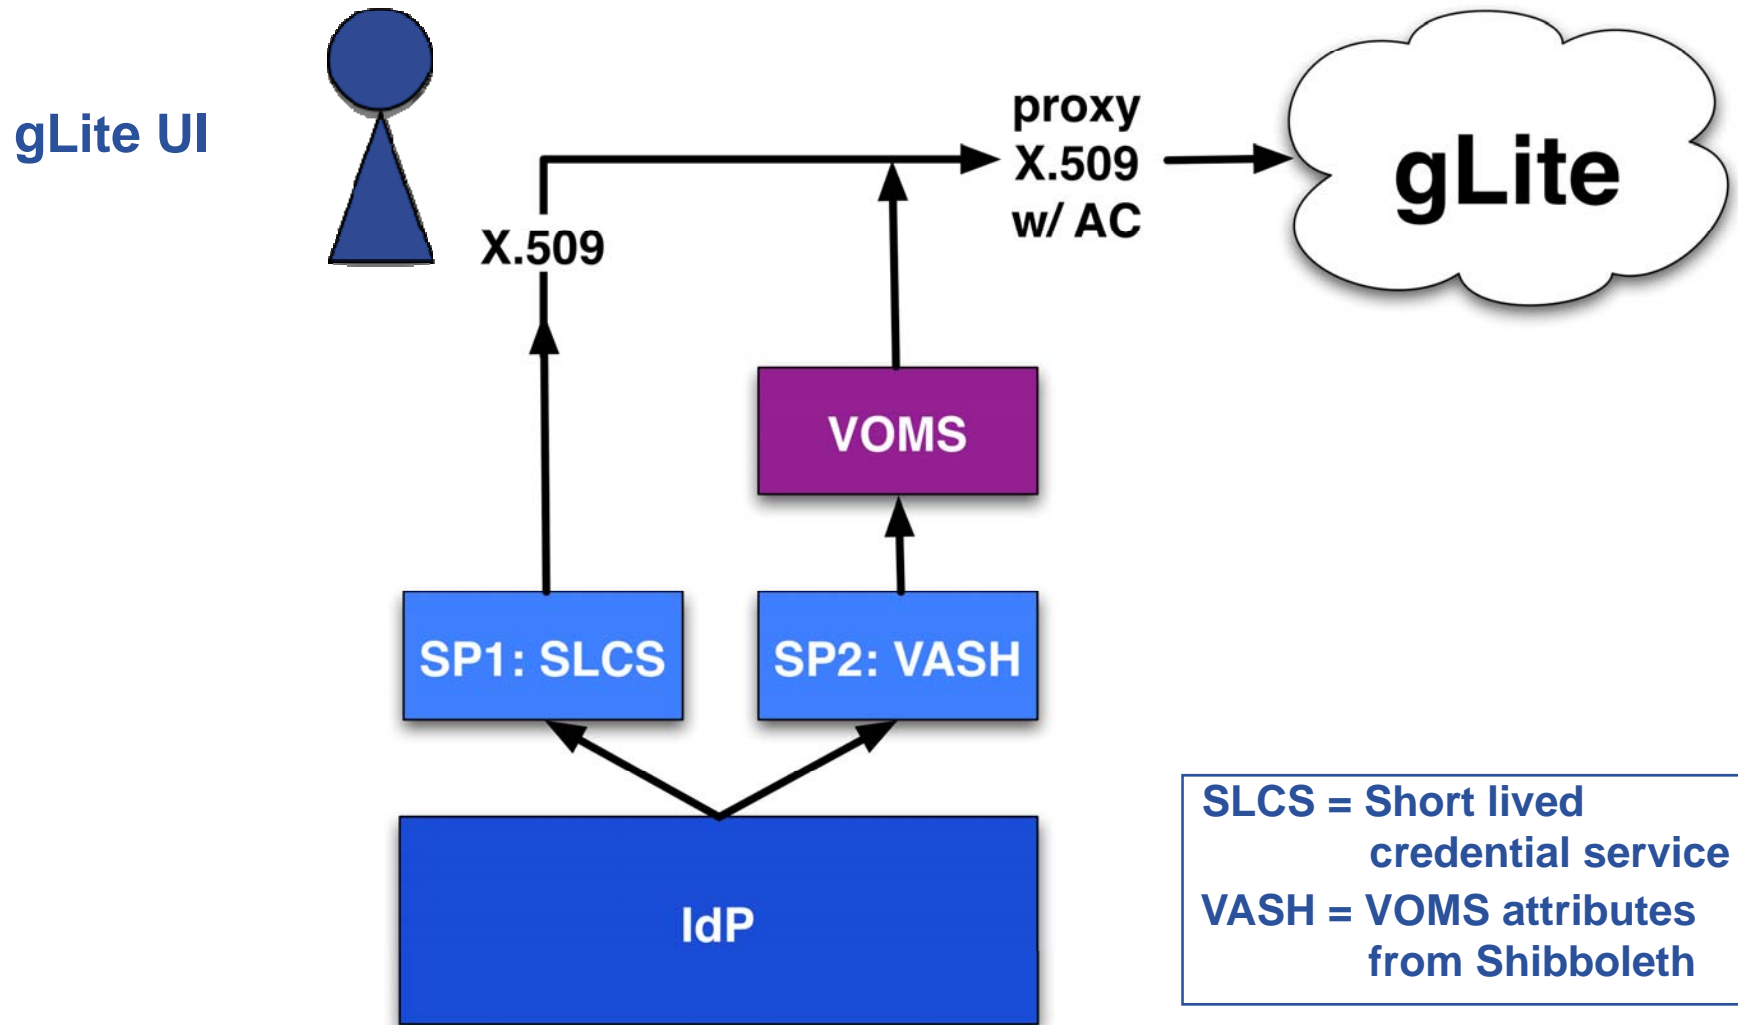 gLite UI
proxy
X.509
w/ AC
gLite
X.509
VOMS
SP1: SLCS
SP2: VASH
IdP
SLCS = Short lived
credential service
VASH = VOMS attributes
from Shibboleth